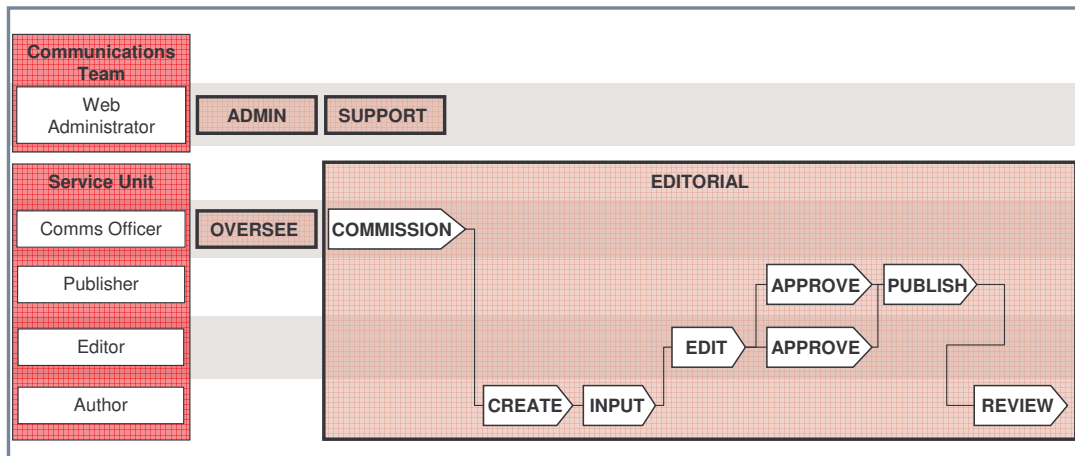 Communications
Team
Web
Administrator
ADMIN
SUPPORT
Service Unit
EDITORIAL
Comms Officer
OVERSEE
COMMISSION
Publisher
APPROVE
PUBLISH
Editor
EDIT
APPROVE
Author
CREATE
INPUT
REVIEW